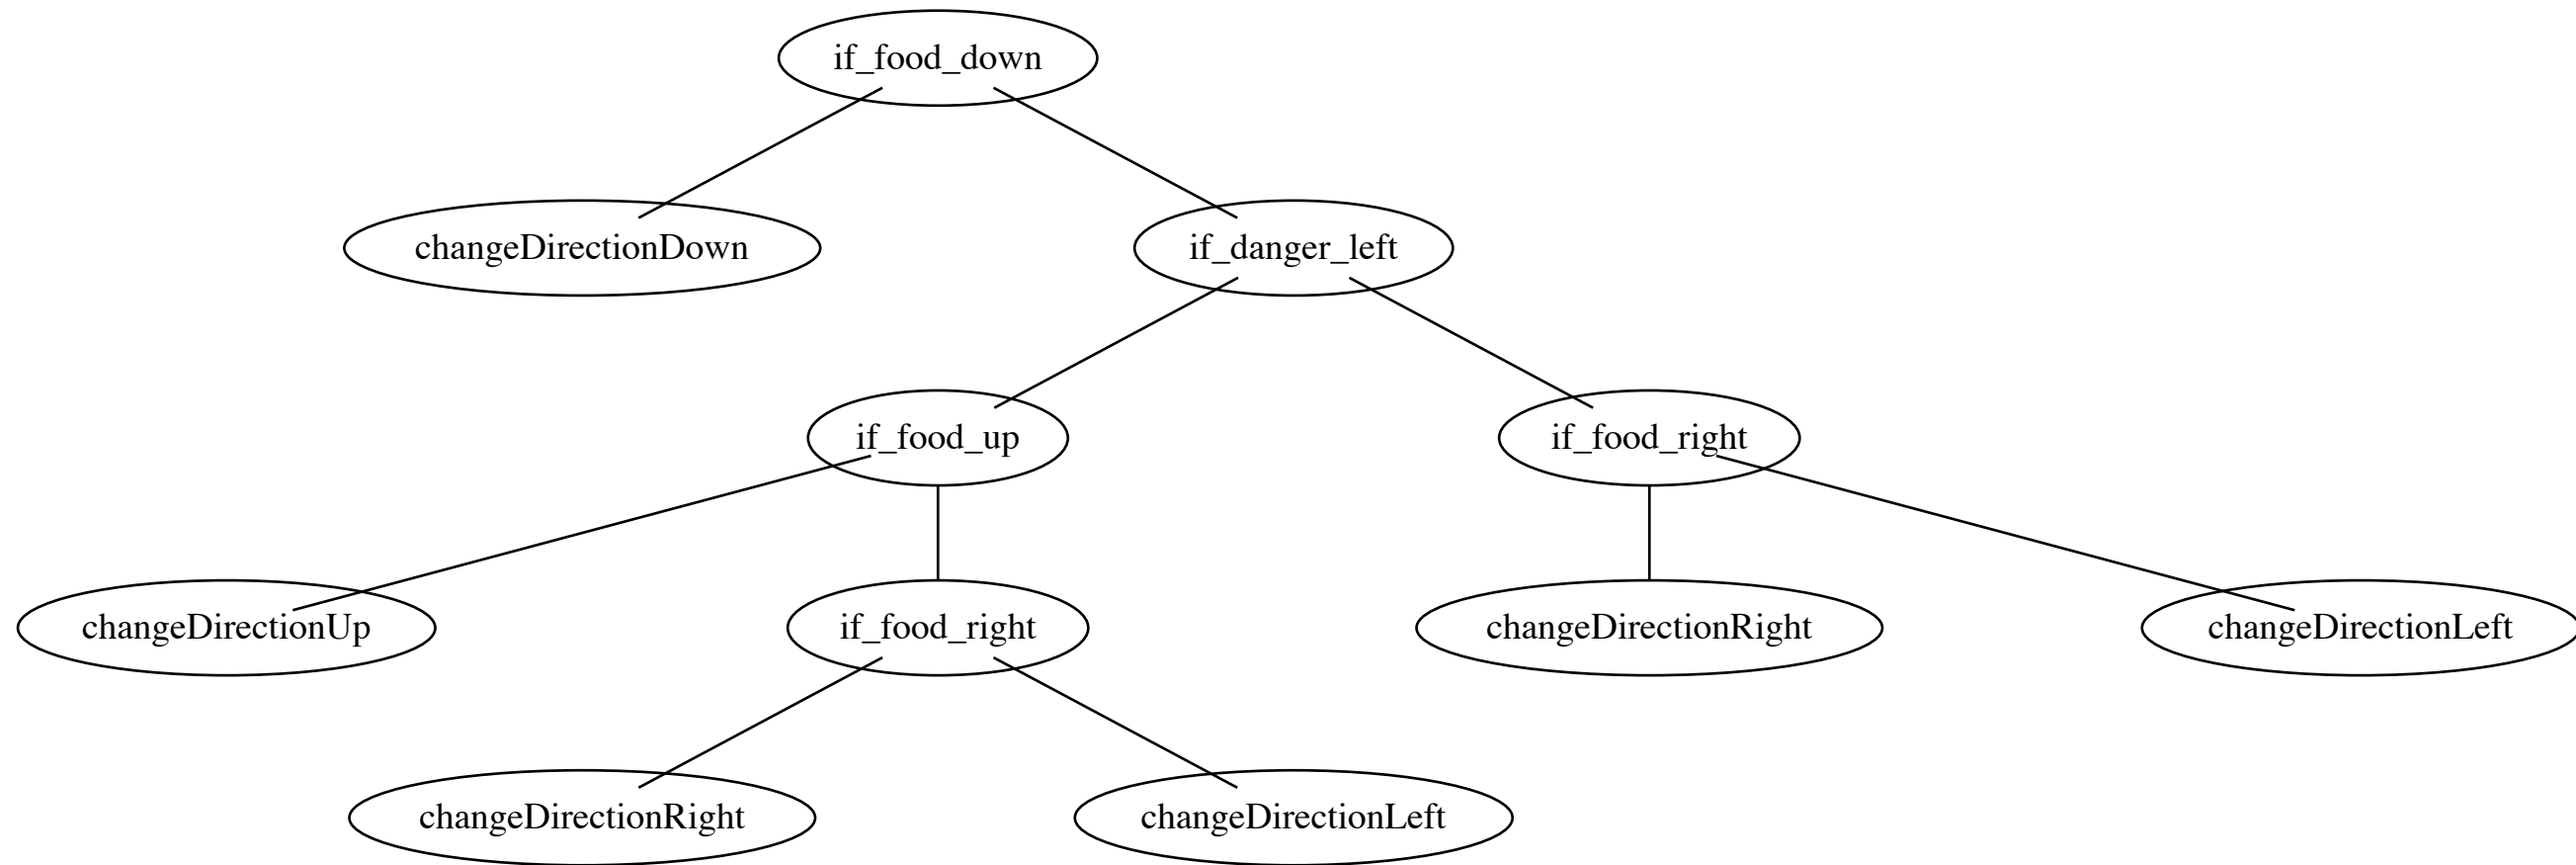 if_food_down
changeDirectionDown
if_danger_left
if_food_up
if_food_right
changeDirectionUp
if_food_right
changeDirectionRight
changeDirectionLeft
changeDirectionRight
changeDirectionLeft